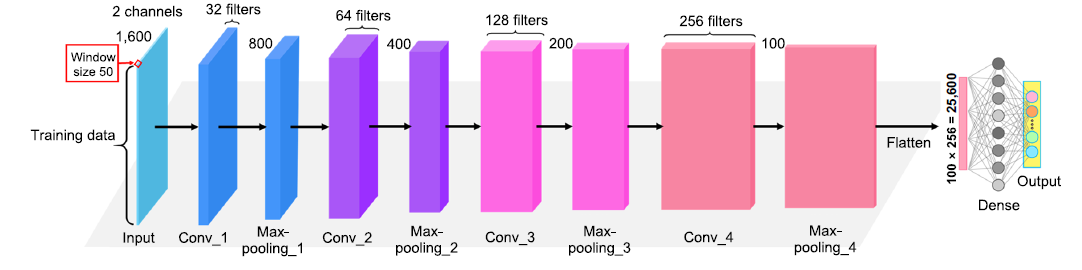 2 channels
32 filters
64 filters
128 filters
256 filters
1,600
800
400
200
100
Window
size 50
Training data
Flatten
100 × 256 = 25,600
Output
Dense
Input
Conv_1
Max-
pooling_1
Conv_2
Max-
pooling_2
Conv_3
Max-
pooling_3
Conv_4
Max-
pooling_4